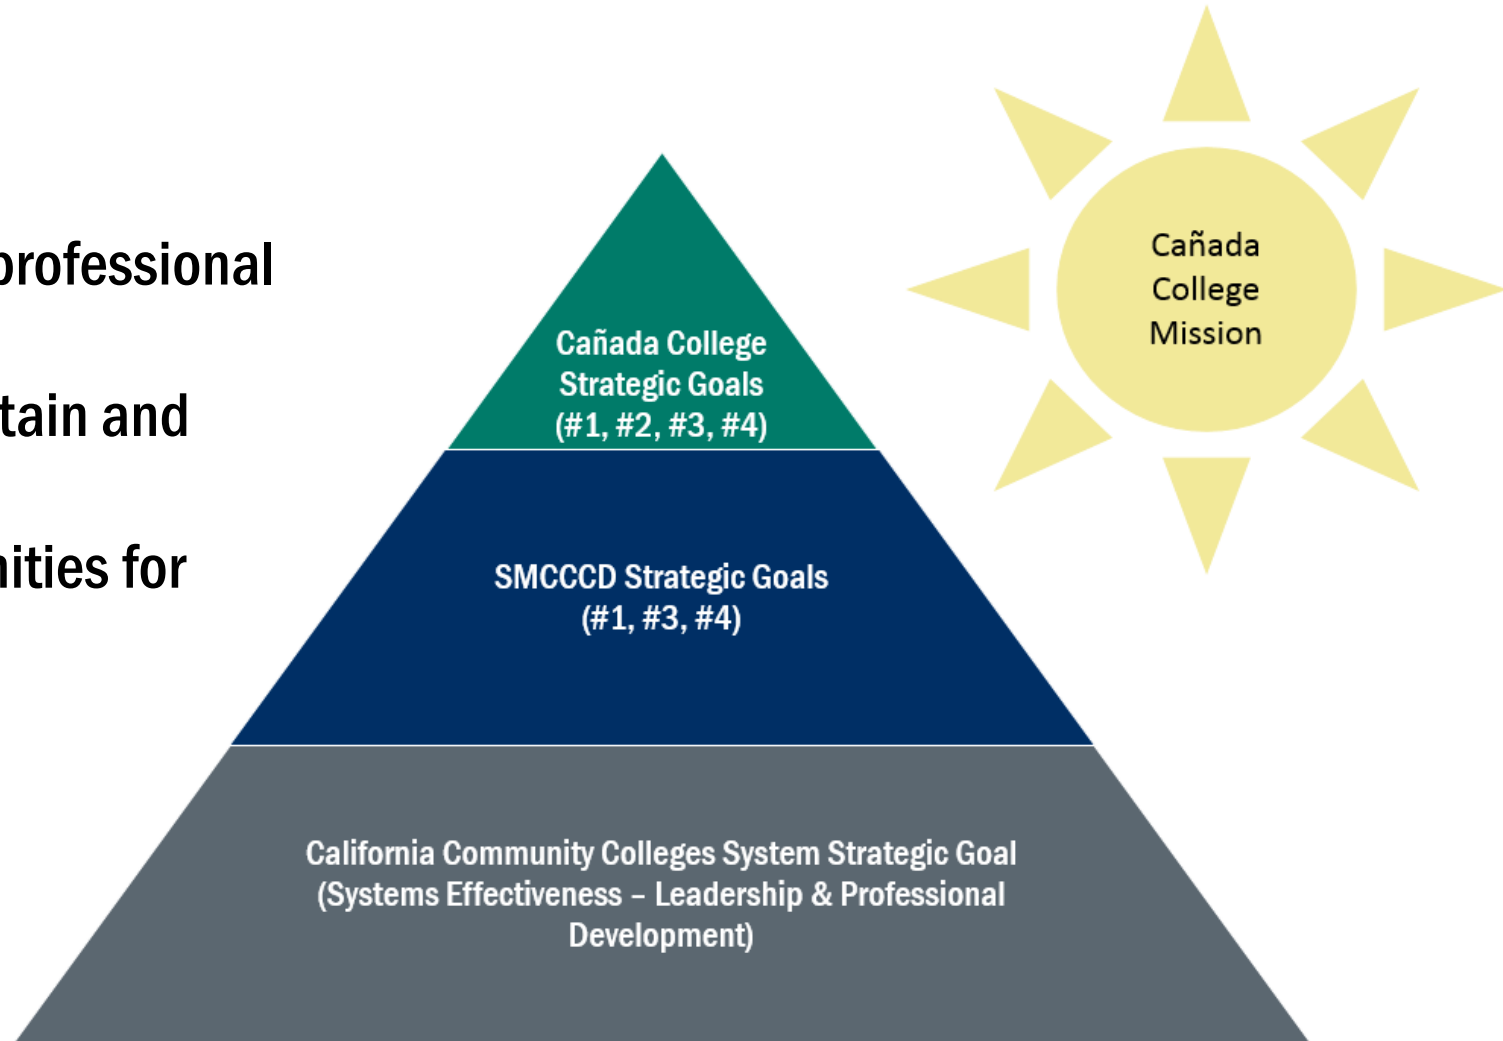 professional
tain and
nities for
Cañada College
Strategic Goals
(#1, #2, #3, #4)
SMCCCD Strategic Goals
(#1, #3, #4)
California Community Colleges System Strategic Goal
(Systems Effectiveness – Leadership & Professional
Development)
Cañada
College
Mission